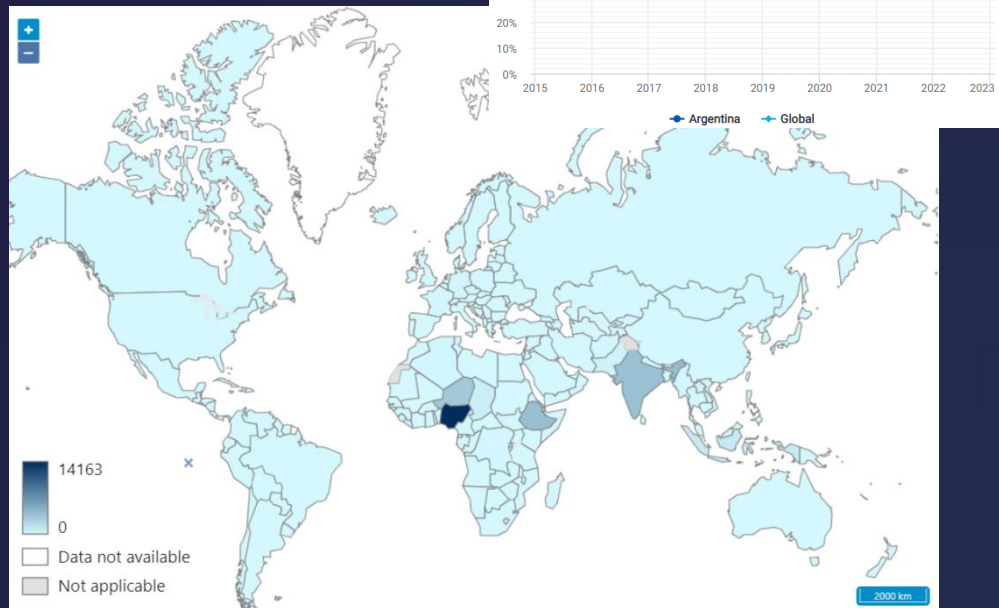 +
−
20%
10%
0%
2015 2016 2017 2018 2019 2020 2021 2022 2023
Argentina Global
14163
0
Data not available
Not applicable
2000 km